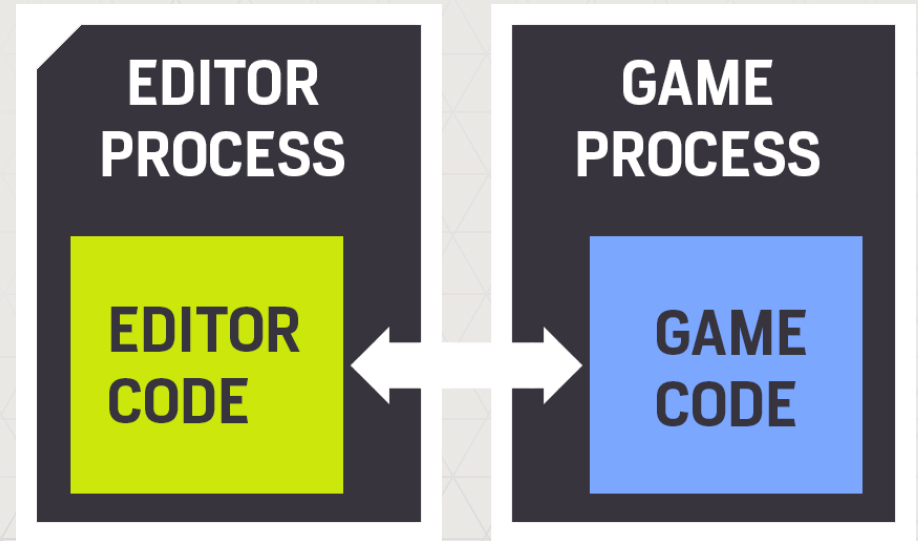 EDITOR
PROCESS
EDITOR
CODE
GAME
PROCESS
GAME
CODE